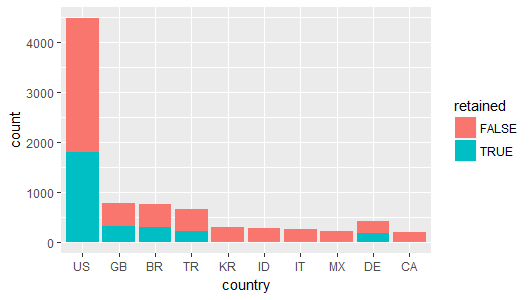 4000
3000
2000
1000
0
count
US GB BR TR KR ID IT MX DE CA
country
retained
FALSE
TRUE